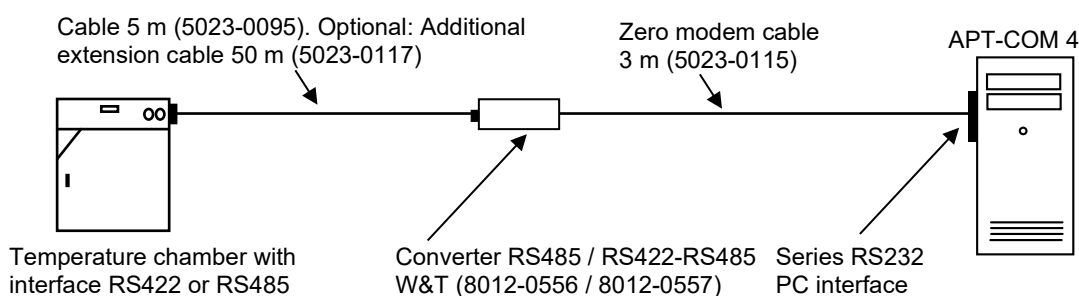 Cable 5 m (5023-0095). Optional: Additional
extension cable 50 m (5023-0117)
Zero modem cable
3 m (5023-0115)
APT-COM 4
Temperature chamber with
interface RS422 or RS485
Converter RS485 / RS422-RS485
W&T (8012-0556 / 8012-0557)
Series RS232
PC interface